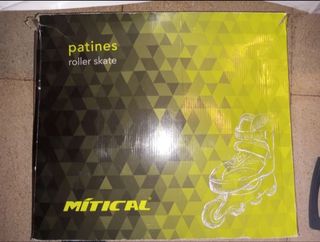 patines
roller skate
MÍTICAL